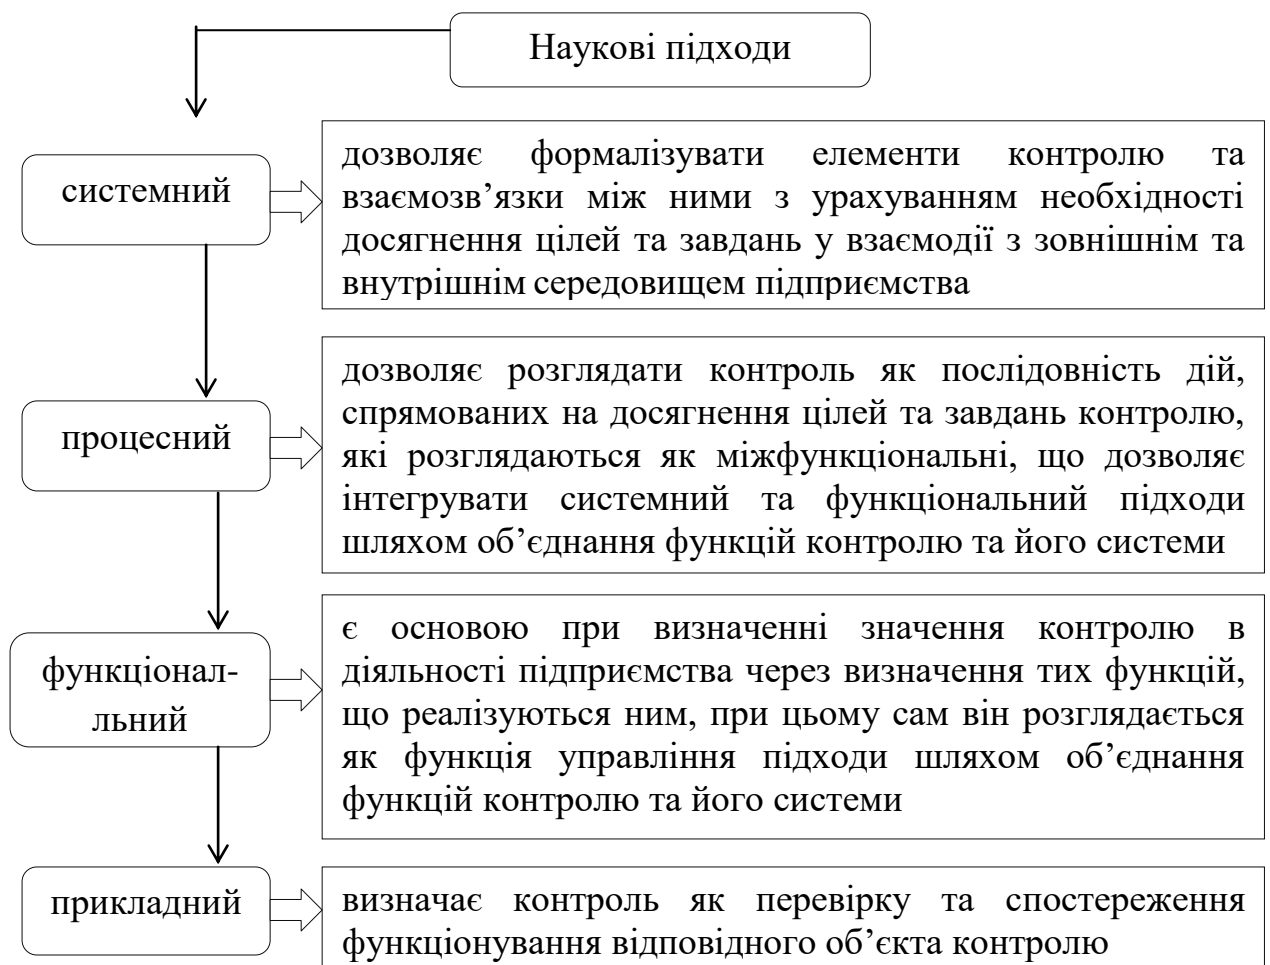 Наукові підходи
системний
дозволяє формалізувати елементи контролю та
взаємозв’язки між ними з урахуванням необхідності
досягнення цілей та завдань у взаємодії з зовнішнім та
внутрішнім середовищем підприємства
процесний
дозволяє розглядати контроль як послідовність дій,
спрямованих на досягнення цілей та завдань контролю,
які розглядаються як міжфункціональні, що дозволяє
інтегрувати системний та функціональний підходи
шляхом об’єднання функцій контролю та його системи
функціонал-
льний
є основою при визначенні значення контролю в
діяльності підприємства через визначення тих функцій,
що реалізуються ним, при цьому сам він розглядається
як функція управління підходи шляхом об’єднання
функцій контролю та його системи
прикладний
визначає контроль як перевірку та спостереження
функціонування відповідного об’єкта контролю